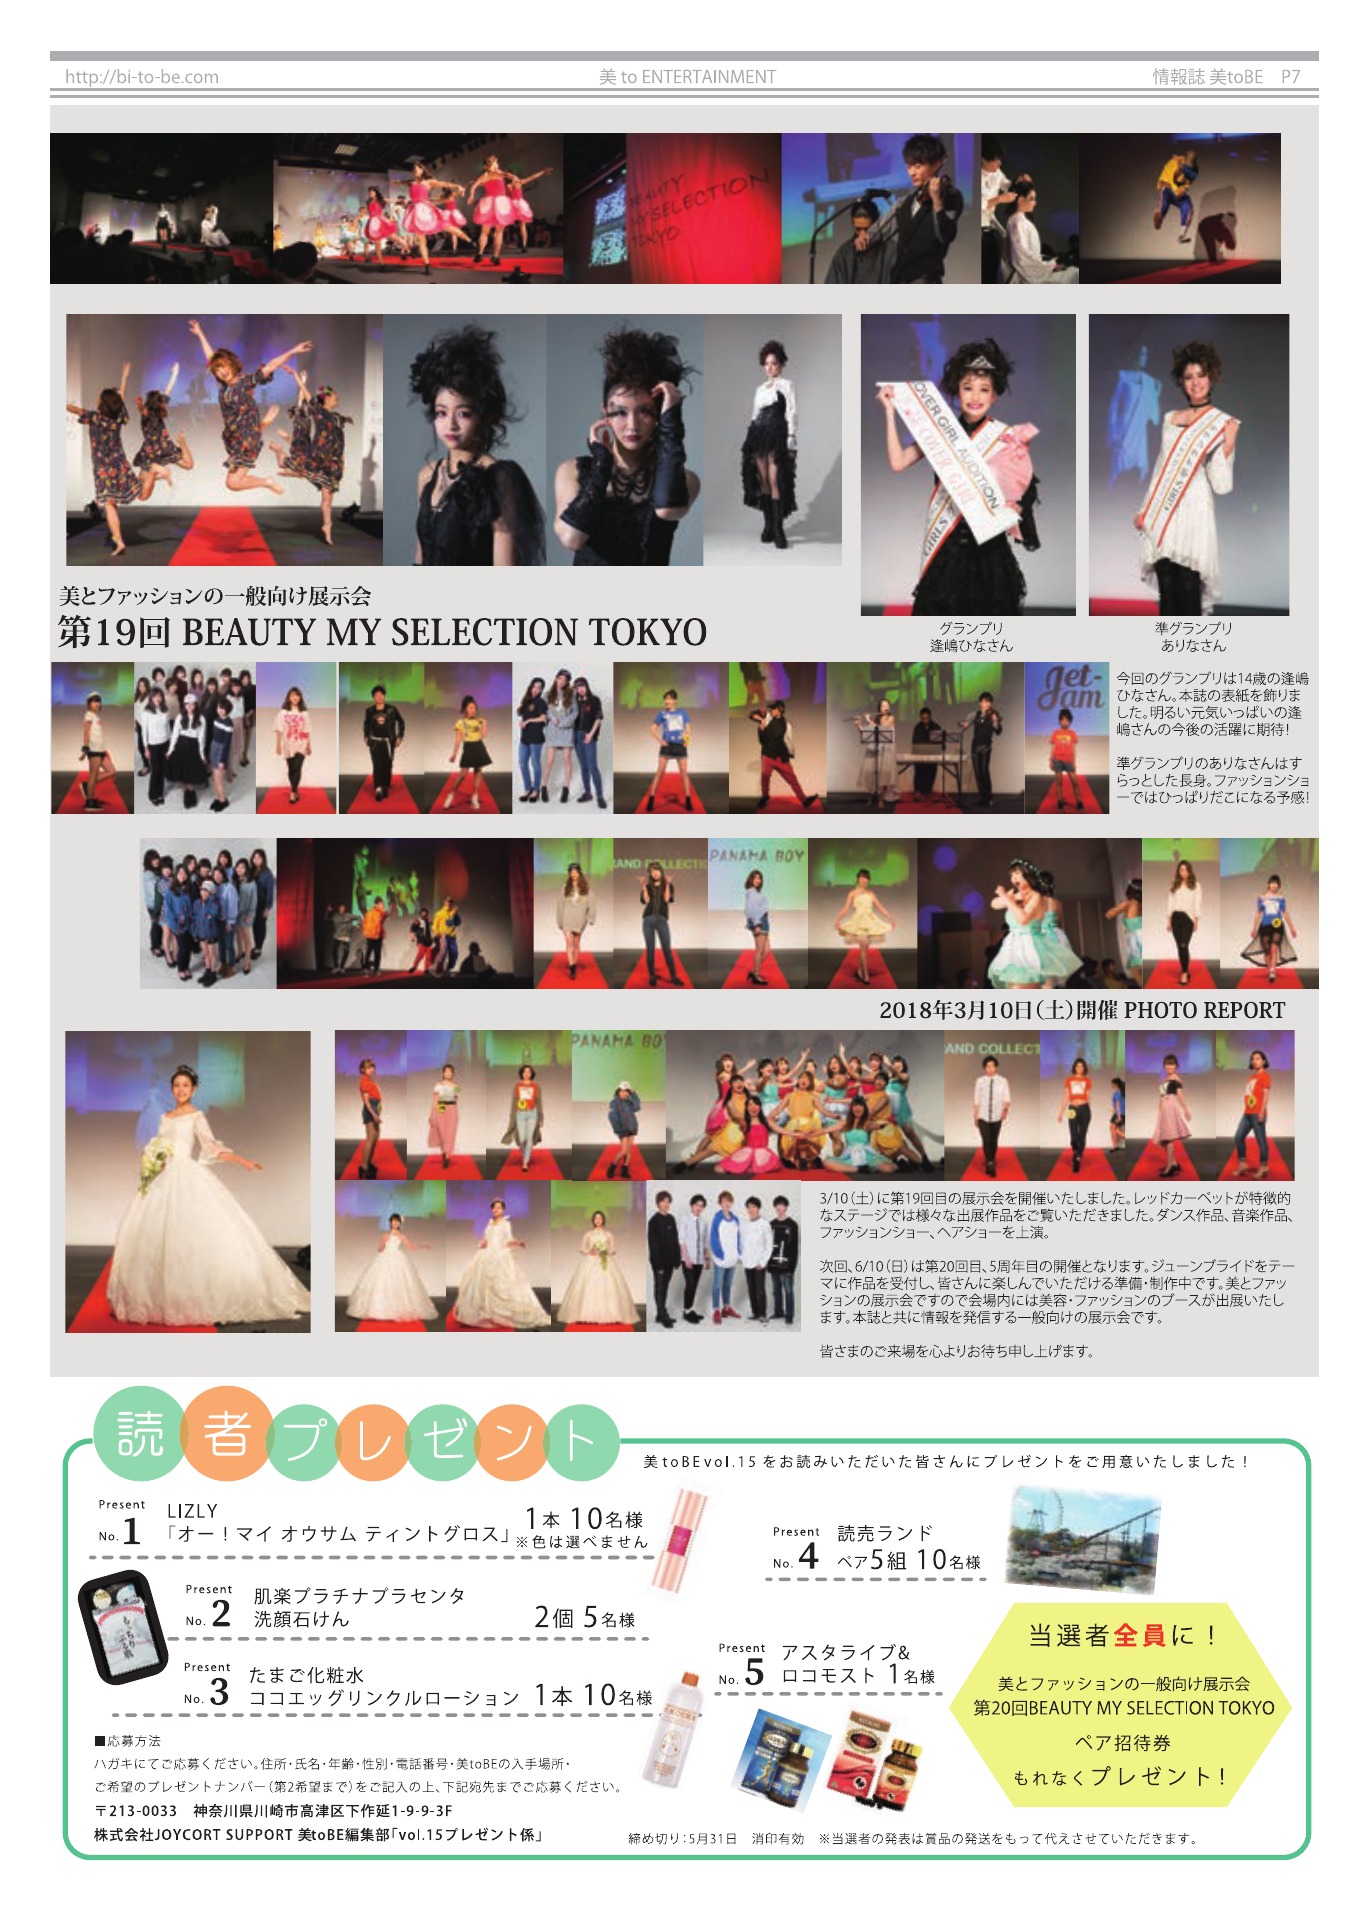 http://bi-to-be.com
美 to ENTERTAINMENT
情報誌 美toBE P7
BEAUTY
MY SELECTION
TOKYO
COVER GIRL AUDITION
COVER GIRL
GIRLS
GIRLS 準グランプリ
美とファッションの一般向け展示会
第19回 BEAUTY MY SELECTION TOKYO
グランプリ
逢嶋ひなさん
準グランプリ
ありなさん
Jet-
Jam
今回のグランプリは14歳の逢嶋
ひなさん。本誌の表紙を飾りま
した。明るい元気いっぱいの逢
嶋さんの今後の活躍に期待!
準グランプリのありなさんはす
らっとした長身。ファッションショ
ーではひっぱりだこになる予感!
AND COLLECTI
PANAMA BOY
2018年3月10日(土)開催 PHOTO REPORT
PANAMA BO
AND COLLECT
3/10(土)に第19回目の展示会を開催いたしました。レッドカーペットが特徴的
なステージでは様々な出展作品をご覧いただきました。ダンス作品、音楽作品、
ファッションショー、ヘアショーを上演。
次回、6/10(日)は第20回目、5周年目の開催となります。ジューンブライドをテー
マに作品を受付し、皆さんに楽しんでいただける準備・制作中です。美とファッ
ションの展示会ですので会場内には美容・ファッションのブースが出展いたし
ます。本誌と共に情報を発信する一般向けの展示会です。
皆さまのご来場を心よりお待ち申し上げます。
読者プレゼント
美toBEvol.15 をお読みいただいた皆さんにプレゼントをご用意いたしました!
Present No.1
LIZLY
「オー!マイ オウサム ティントグロス」
1本 10名様
※色は選べません
Present No.2
肌楽プラチナプラセンタ
洗顔石けん
2個 5名様
Present No.3
たまご化粧水
ココエッグリンクルローション 1本 10名様
Present No.4
読売ランド
ペア5組 10名様
Present No.5
アスタライブ&
ロコモスト 1名様
当選者全員に!
美とファッションの一般向け展示会
第20回BEAUTY MY SELECTION TOKYO
ペア招待券
もれなくプレゼント!
■応募方法
ハガキにてご応募ください。住所・氏名・年齢・性別・電話番号・美toBEの入手場所・
ご希望のプレゼントナンバー(第2希望まで)をご記入の上、下記宛先までご応募ください。
〒213-0033 神奈川県川崎市高津区下作延1-9-9-3F
株式会社JOYCORT SUPPORT 美toBE編集部「vol.15プレゼント係」
締め切り:5月31日 消印有効 ※当選者の発表は賞品の発送をもって代えさせていただきます。